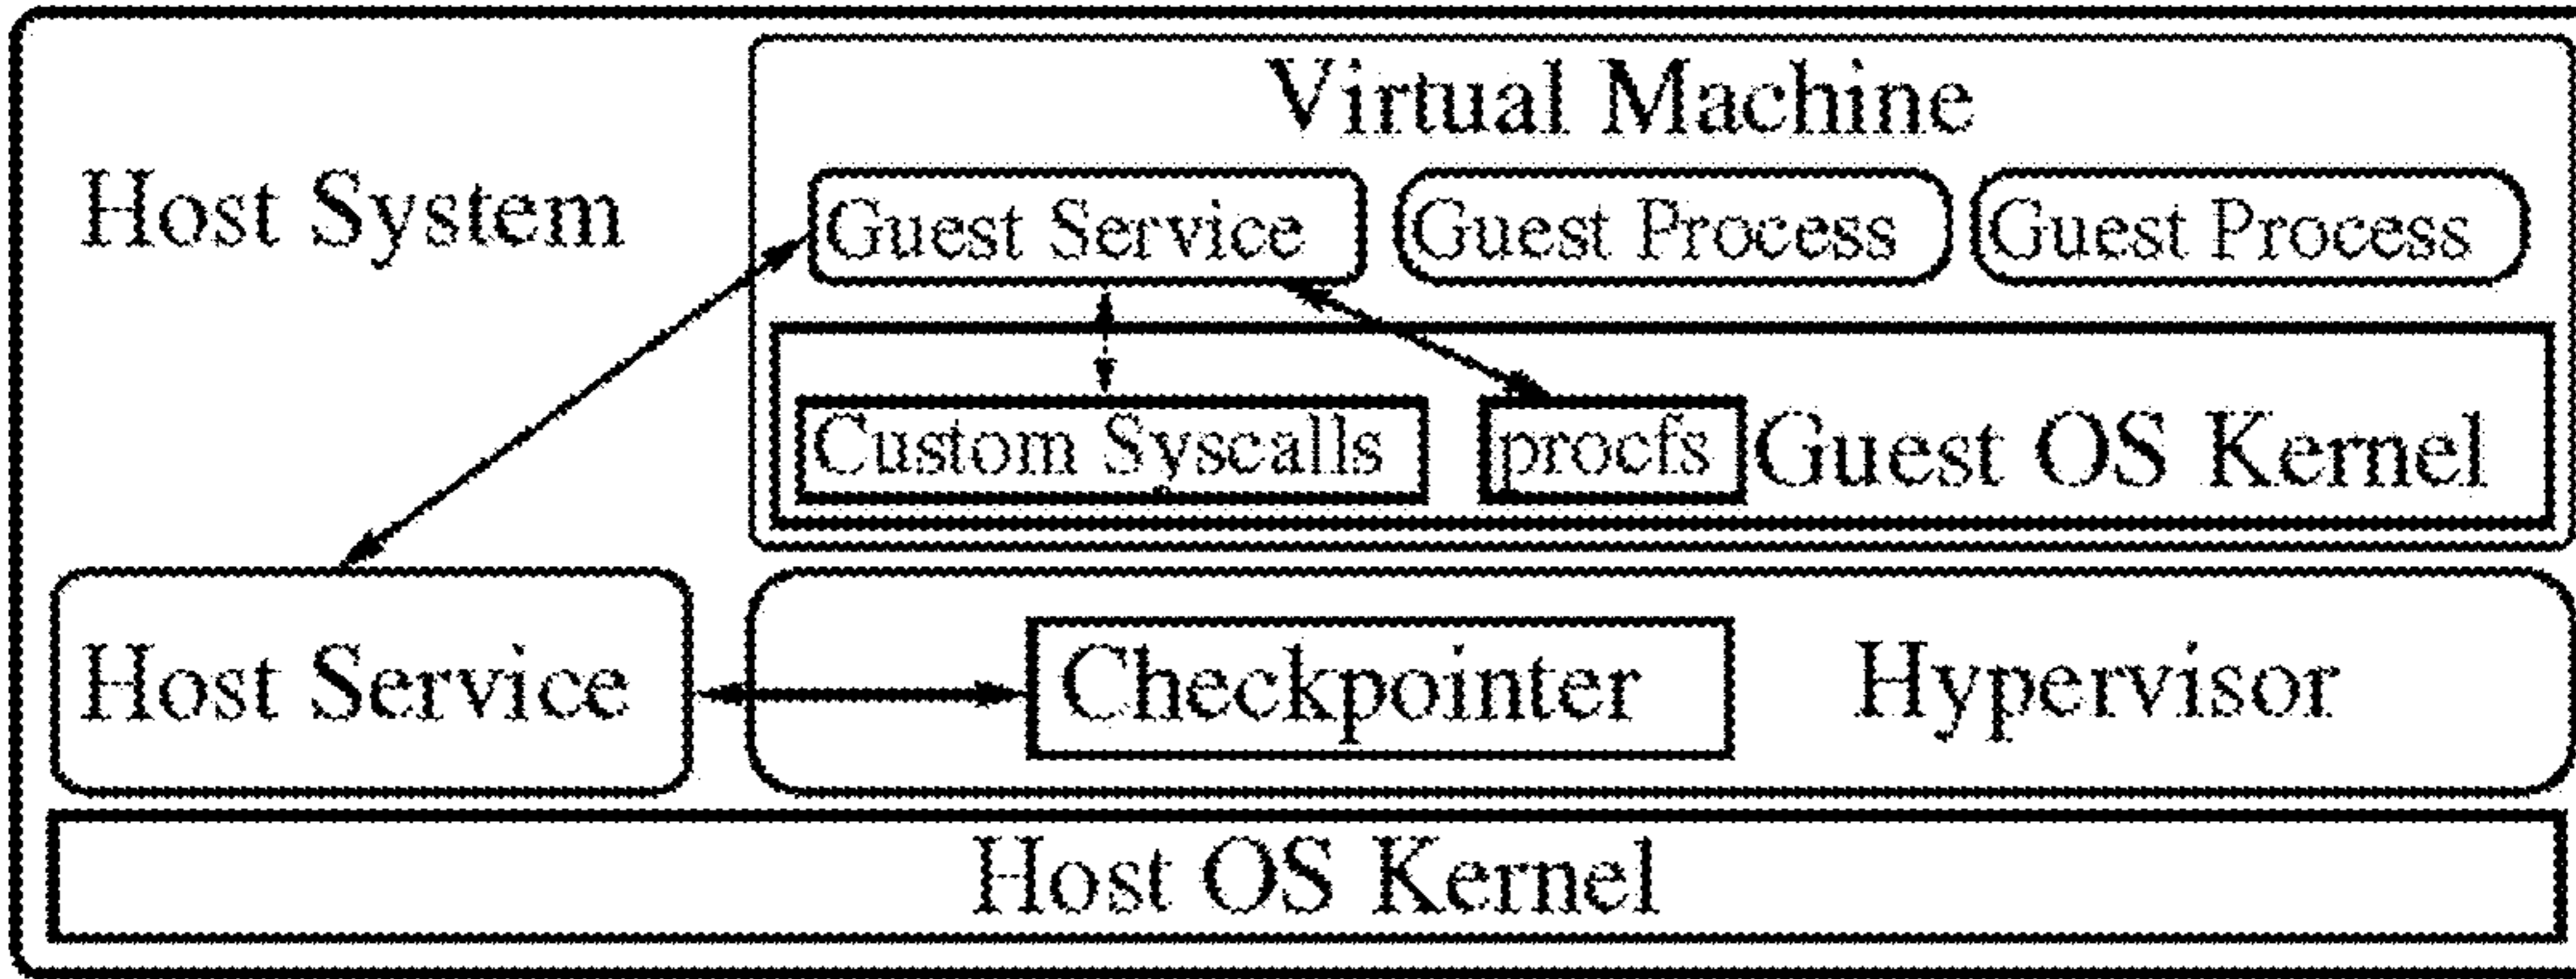 Virtual Machine
Host System
Guest Service
Guest Process
Guest Process
Custom Syscalls
procfs
Guest OS Kernel
Host Service
Checkpointer
Hypervisor
Host OS Kernel